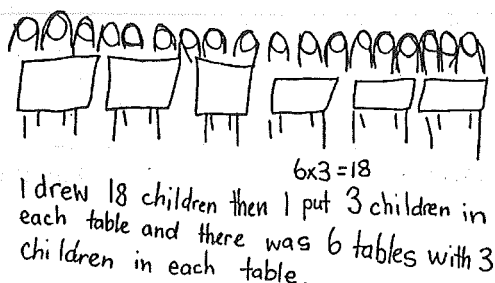 6x3=18
I drew 18 children then I put 3 children in
each table and there was 6 tables with 3
children in each table.